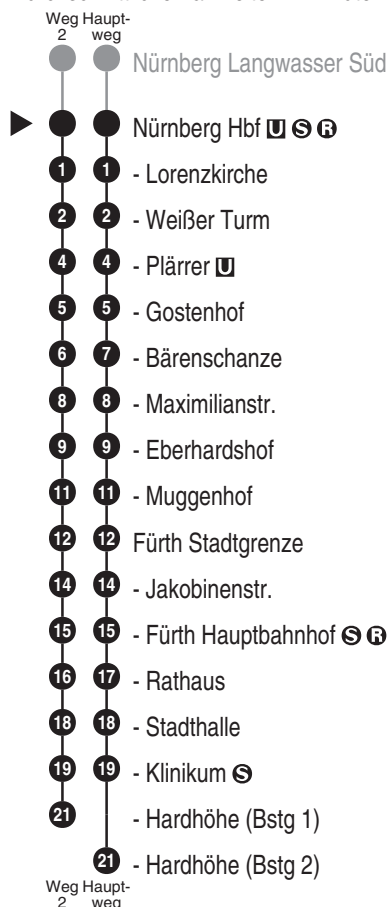 Weg Haupt-
2 weg
Nürnberg Langwasser Süd
Nürnberg Hbf U S R
1 1 - Lorenzkirche
2 2 - Weißer Turm
4 4 - Plärrer U
5 5 - Gostenhof
6 7 - Bärenschanze
8 8 - Maximilianstr.
9 9 - Eberhardshof
11 11 - Muggenhof
12 12 Fürth Stadtgrenze
14 14 - Jakobinenstr.
15 15 - Fürth Hauptbahnhof S R
16 17 - Rathaus
18 18 - Stadthalle
19 19 - Klinikum S
21 - Hardhöhe (Bstg 1)
21 - Hardhöhe (Bstg 2)
Weg Haupt-
2 weg